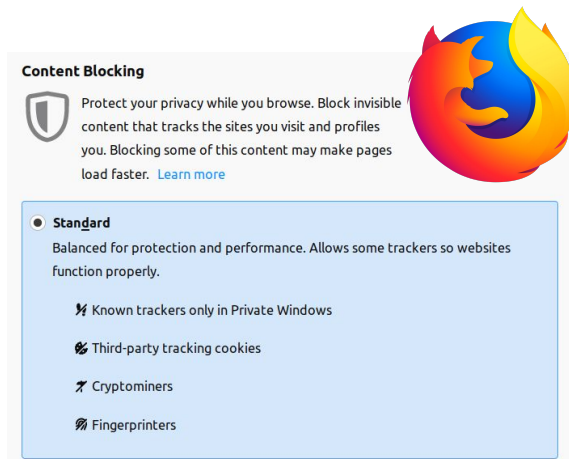 Content Blocking
Protect your privacy while you browse. Block invisible
content that tracks the sites you visit and profiles
you. Blocking some of this content may make pages
load faster. Learn more
Standard
Balanced for protection and performance. Allows some trackers so websites
function properly.
Known trackers only in Private Windows
Third-party tracking cookies
Cryptominers
Fingerprinters